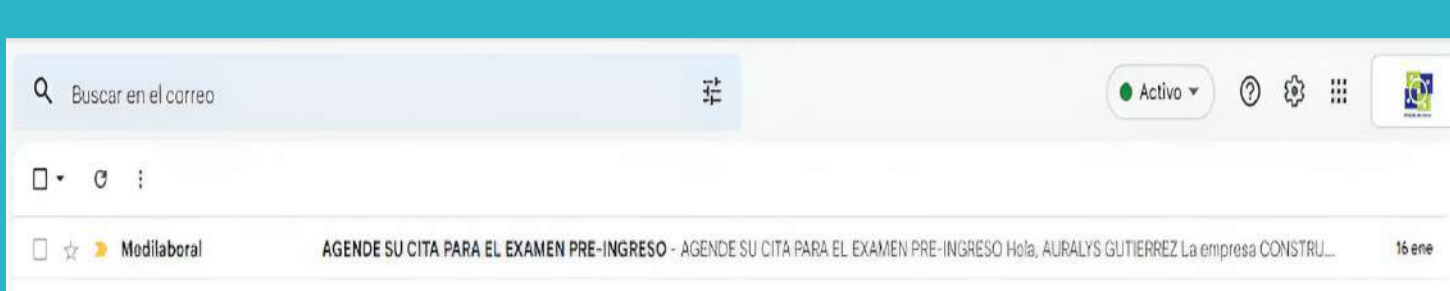 Buscar en el correo
Activo
Medilaboral AGENDE SU CITA PARA EL EXAMEN PRE-INGRESO - AGENDE SU CITA PARA EL EXAMEN PRE-INGRESO Hola, AURALYS GUTIERREZ La empresa CONSTRU... 16 ene